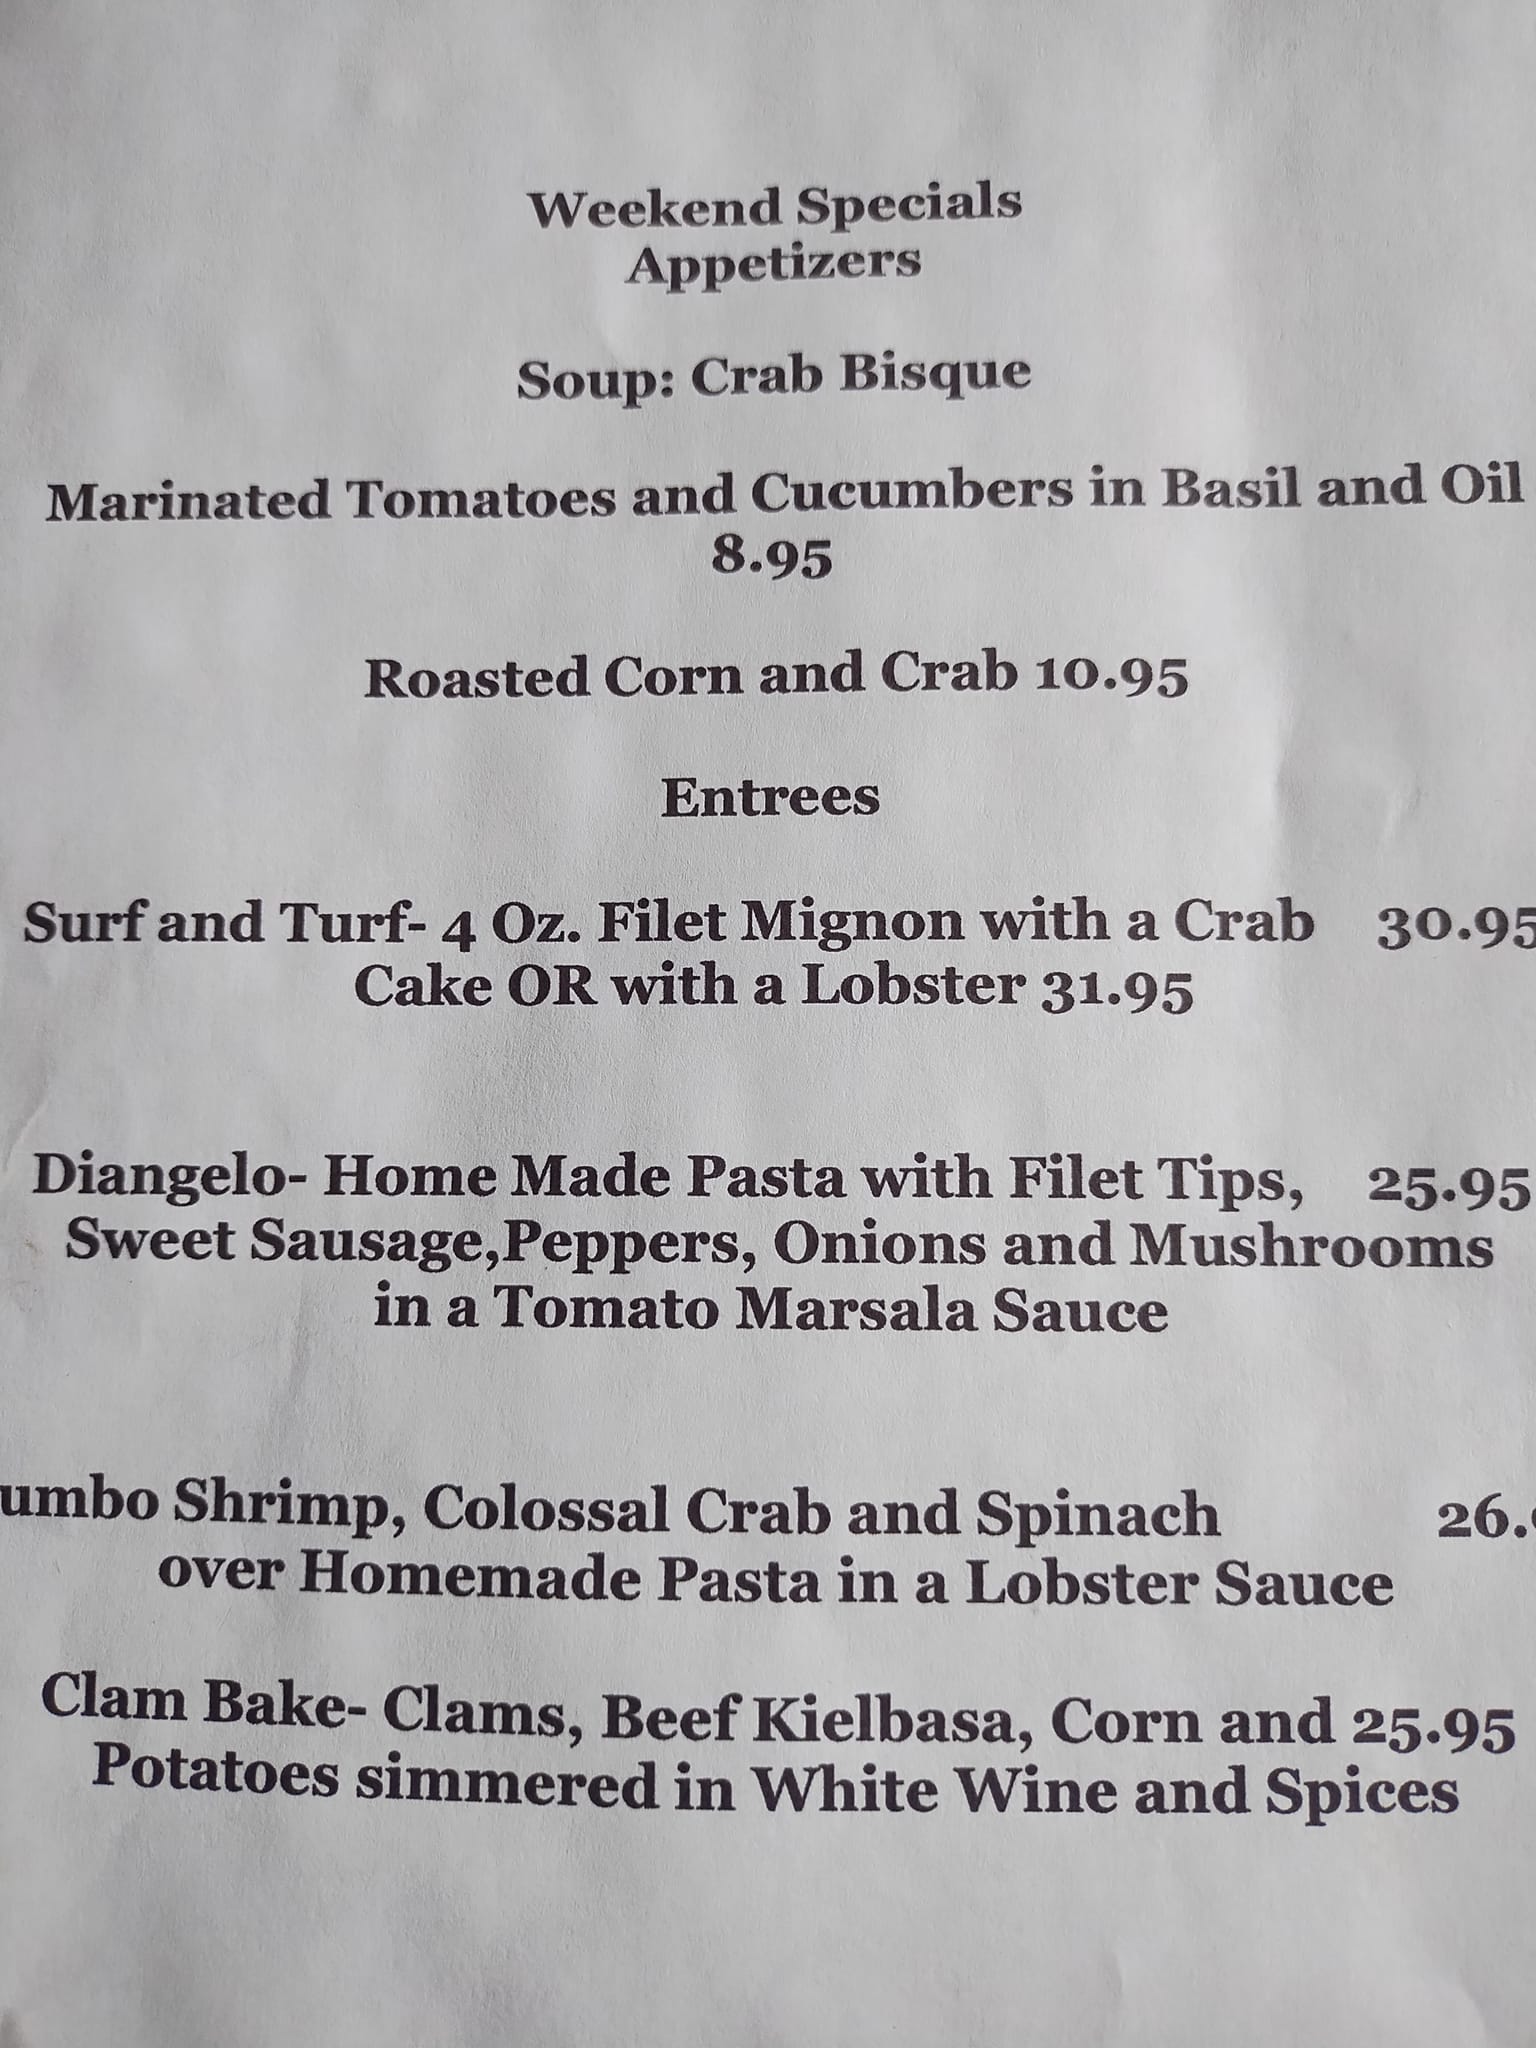 Weekend Specials
Appetizers
Soup: Crab Bisque
Marinated Tomatoes and Cucumbers in Basil and Oil
8.95
Roasted Corn and Crab 10.95
Entrees
Surf and Turf- 4 Oz. Filet Mignon with a Crab 30.95
Cake OR with a Lobster 31.95
Diangelo- Home Made Pasta with Filet Tips, 25.95
Sweet Sausage,Peppers, Onions and Mushrooms
in a Tomato Marsala Sauce
umbo Shrimp, Colossal Crab and Spinach 26.
over Homemade Pasta in a Lobster Sauce
Clam Bake- Clams, Beef Kielbasa, Corn and 25.95
Potatoes simmered in White Wine and Spices